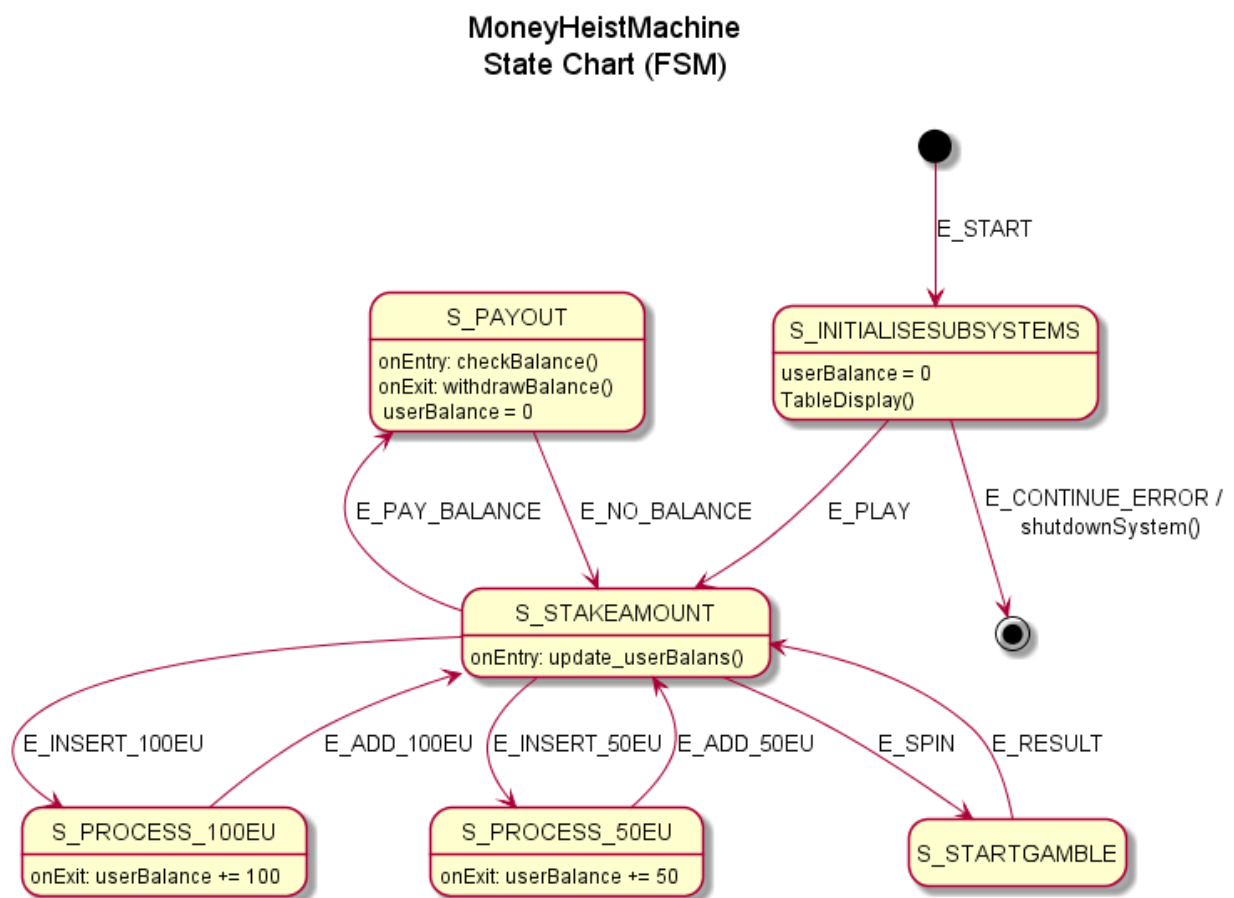 MoneyHeistMachine
State Chart (FSM)
E_START
S_PAYOUT
onEntry: checkBalance()
onExit: withdrawBalance()
userBalance = 0
S_INITIALISESUBSYSTEMS
userBalance = 0
TableDisplay()
E_PAY_BALANCE
E_NO_BALANCE
E_PLAY
E_CONTINUE_ERROR /
shutdownSystem()
S_STAKEAMOUNT
onEntry: update_userBalans()
E_INSERT_100EU
E_ADD_100EU
E_INSERT_50EU
E_ADD_50EU
E_SPIN
E_RESULT
S_PROCESS_100EU
onExit: userBalance += 100
S_PROCESS_50EU
onExit: userBalance += 50
S_STARTGAMBLE